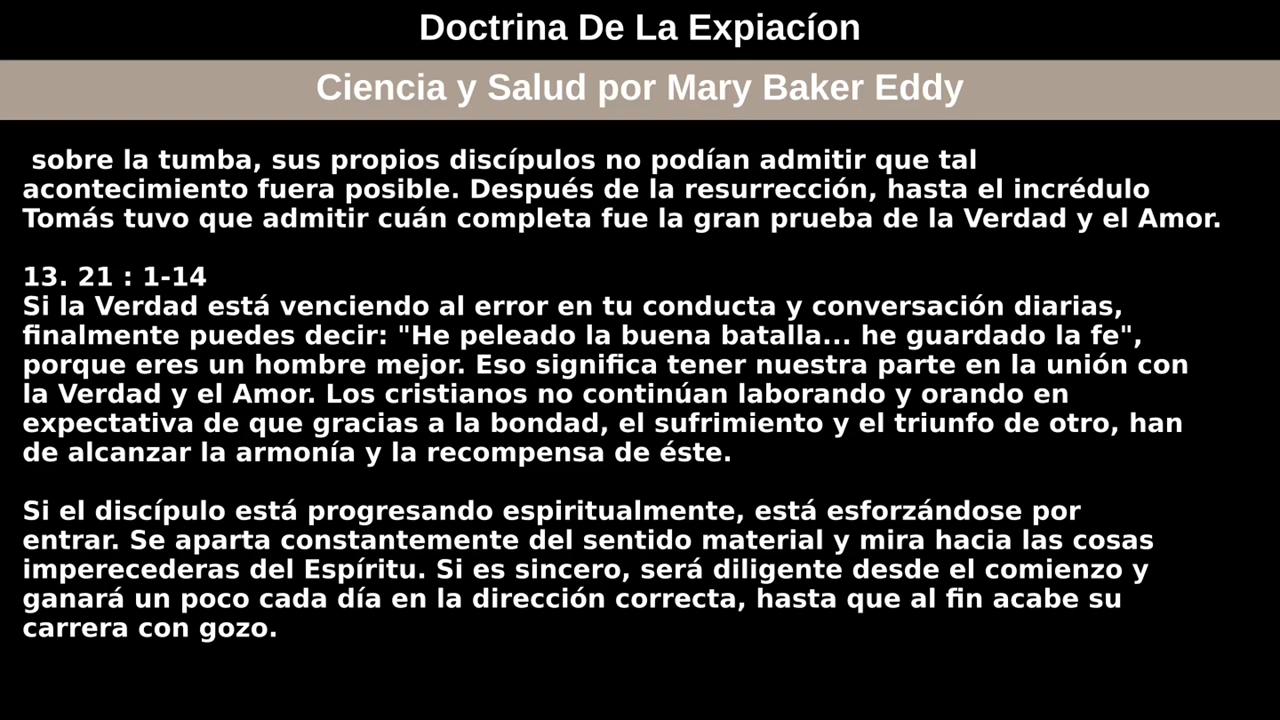 Doctrina De La Expiacíon
Ciencia y Salud por Mary Baker Eddy
sobre la tumba, sus propios discípulos no podían admitir que tal
acontecimiento fuera posible. Después de la resurrección, hasta el incrédulo
Tomás tuvo que admitir cuán completa fue la gran prueba de la Verdad y el Amor.
13. 21 : 1-14
Si la Verdad está venciendo al error en tu conducta y conversación diarias,
finalmente puedes decir: "He peleado la buena batalla... he guardado la fe",
porque eres un hombre mejor. Eso significa tener nuestra parte en la unión con
la Verdad y el Amor. Los cristianos no continúan laborando y orando en
expectativa de que gracias a la bondad, el sufrimiento y el triunfo de otro, han
de alcanzar la armonía y la recompensa de éste.
Si el discípulo está progresando espiritualmente, está esforzándose por
entrar. Se aparta constantemente del sentido material y mira hacia las cosas
imperecederas del Espíritu. Si es sincero, será diligente desde el comienzo y
ganará un poco cada día en la dirección correcta, hasta que al fin acabe su
carrera con gozo.